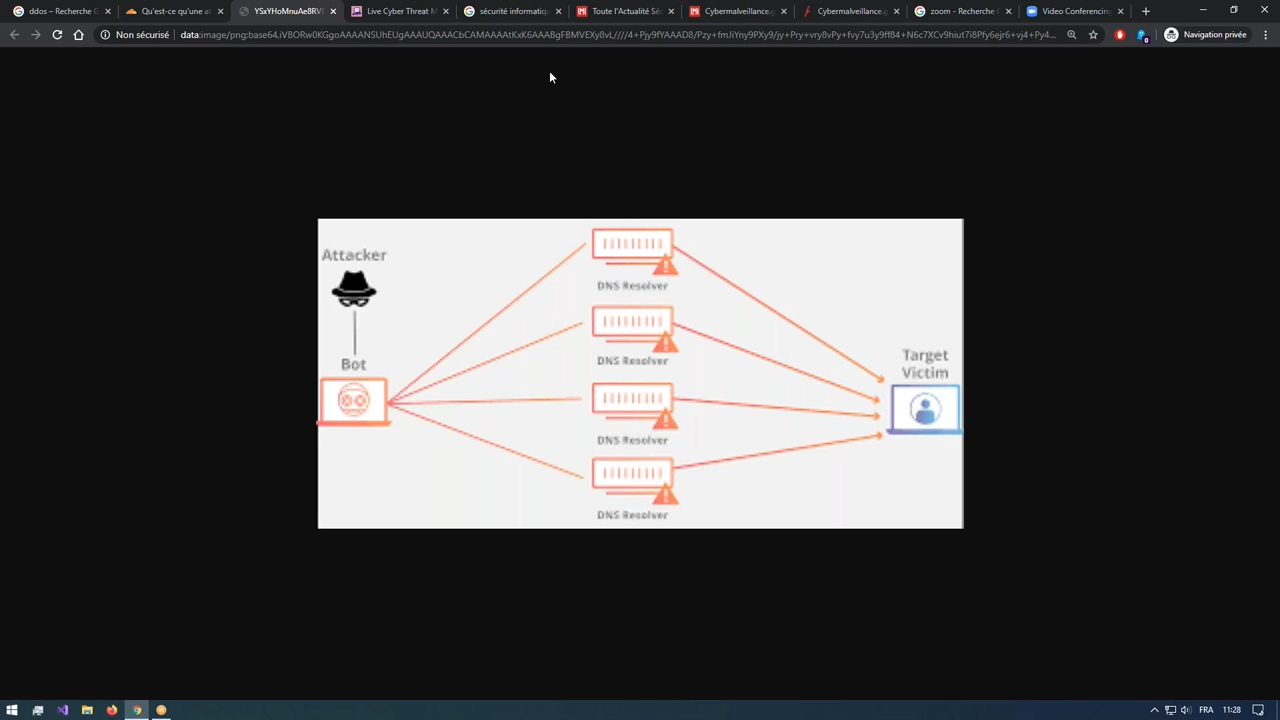 ddos – Recherche G
Qu'est-ce qu'une at
YSxYHoMnuAe8RVI
Live Cyber Threat M
sécurité informatiq
Toute l'Actualité Sé
Cybermalveillance.g
Cybermalveillance.g
zoom – Recherche G
Video Conferencing
Non sécurisé
Navigation privée
Attacker
DNS Resolver
Bot
DNS Resolver
Target
Victim
DNS Resolver
DNS Resolver
FRA
11:28